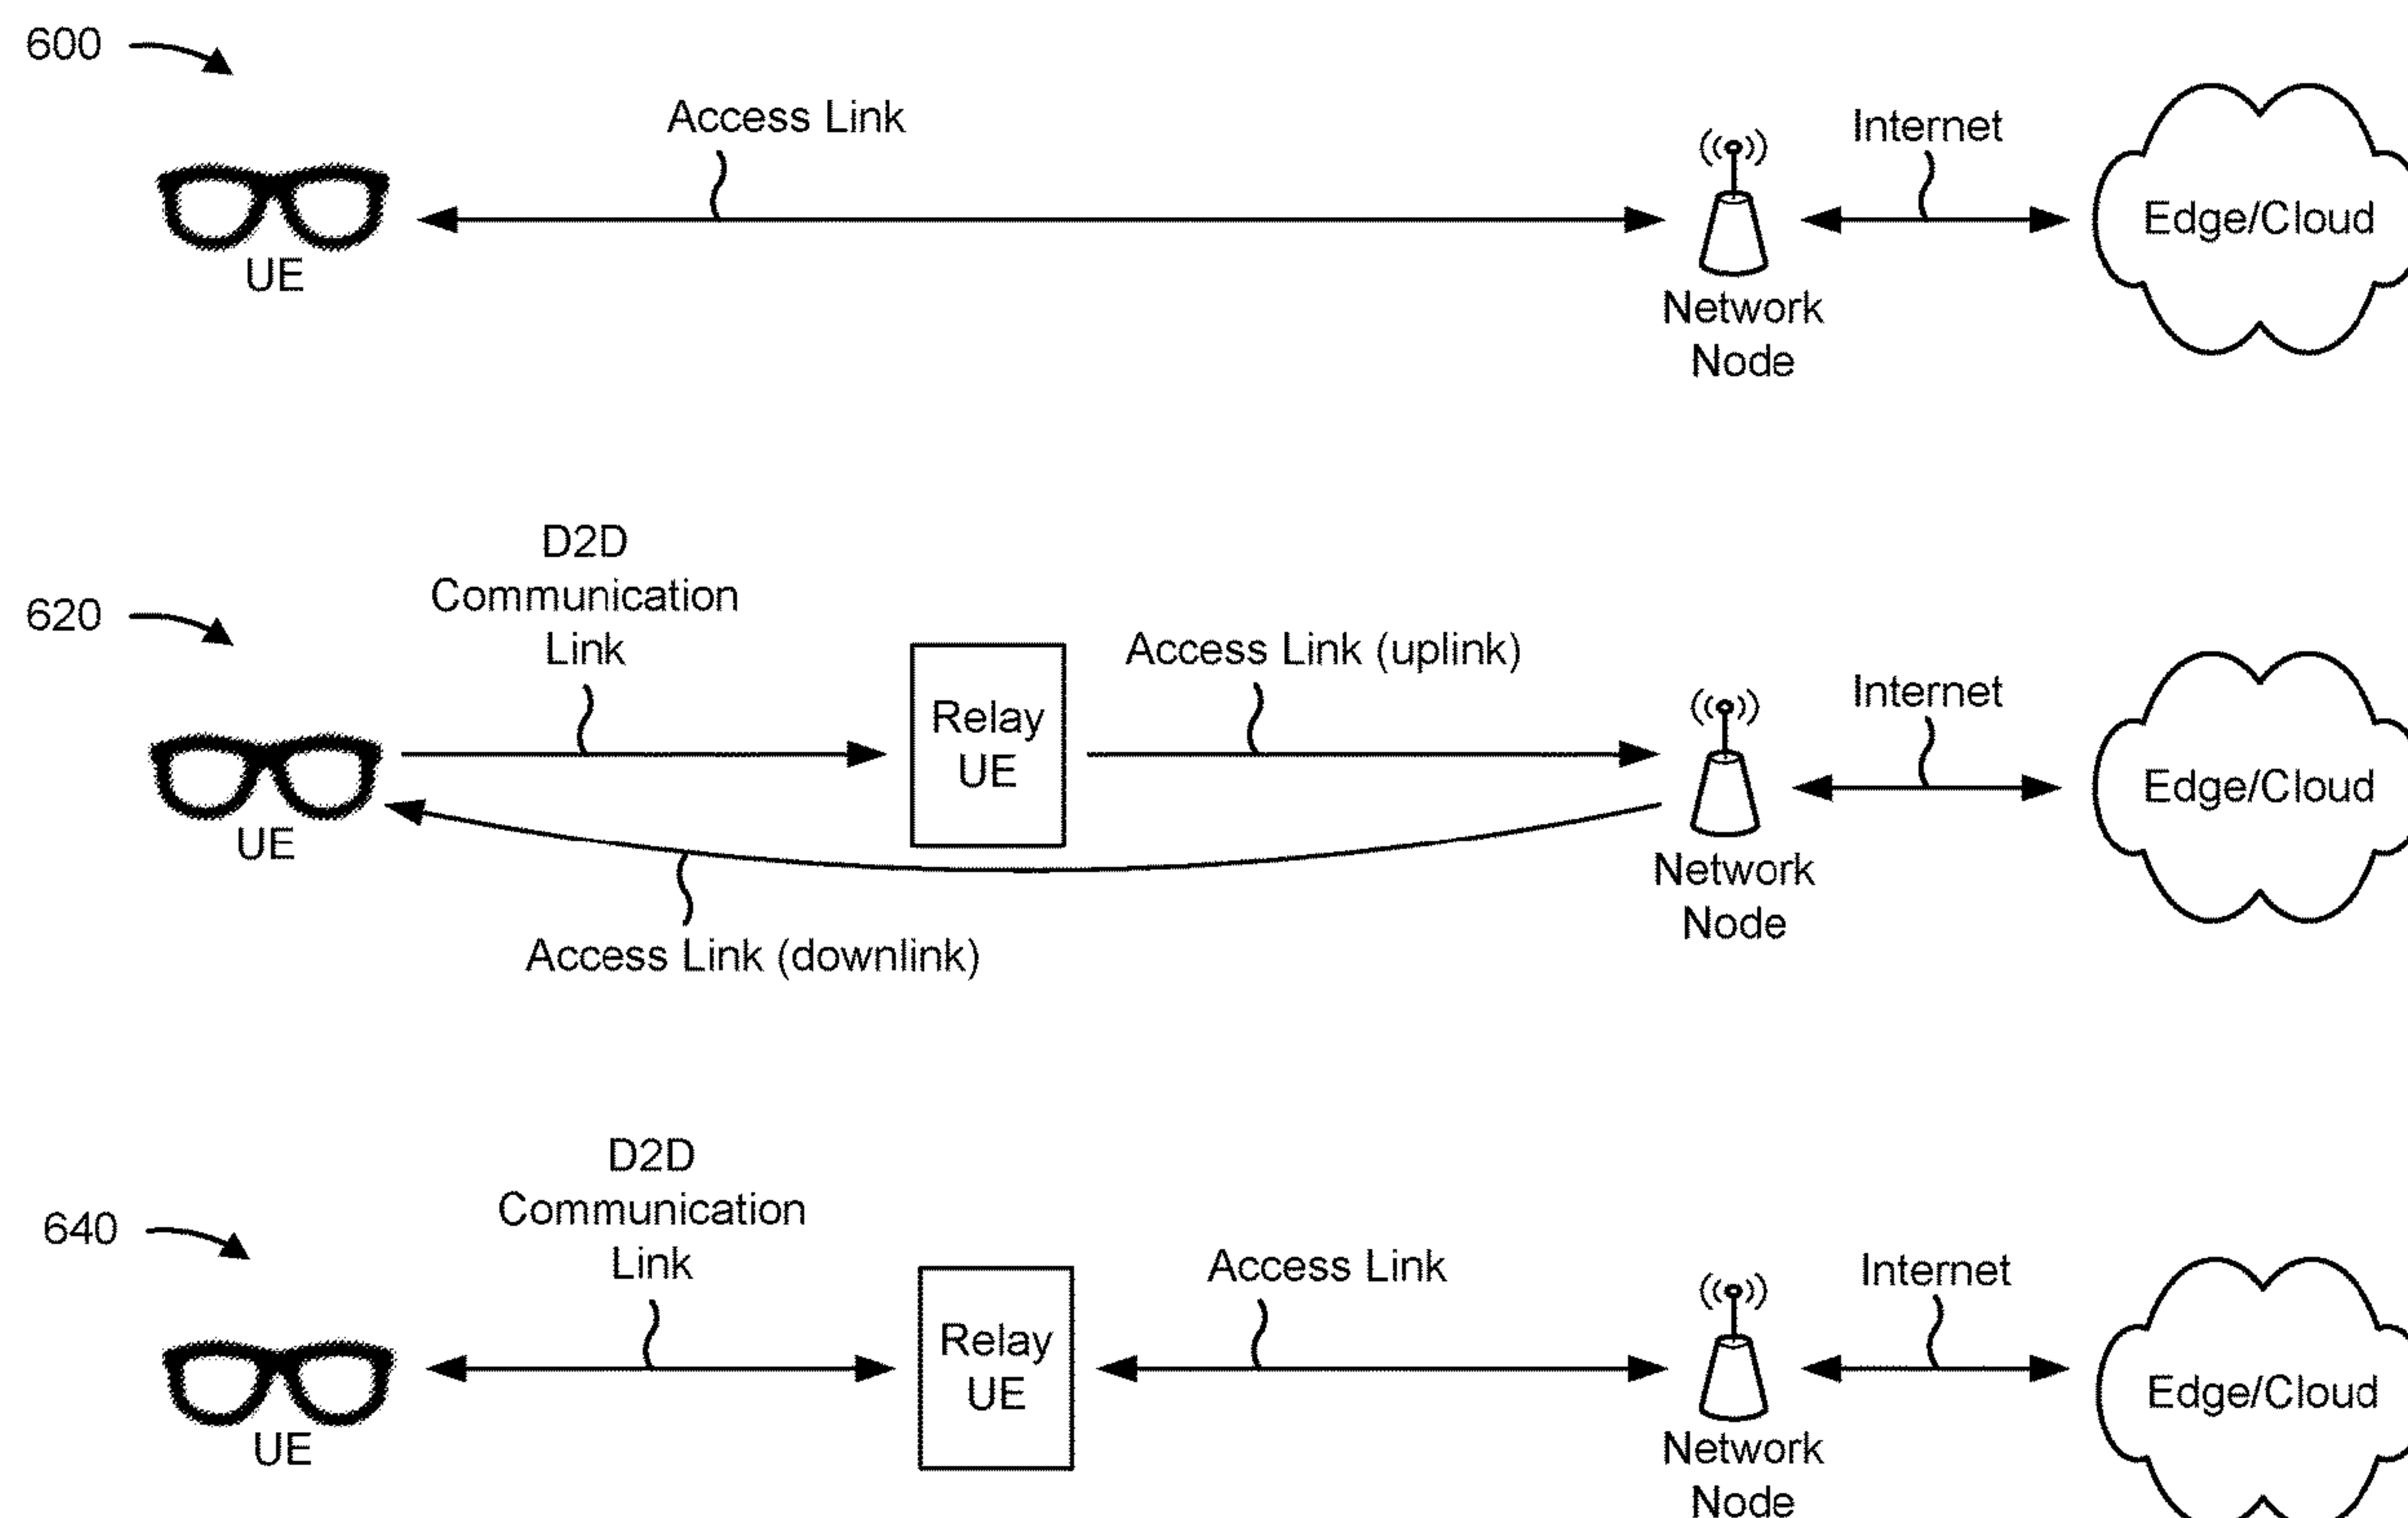 600
Access Link
Internet
Edge/Cloud
UE
Network
Node
620
D2D
Communication
Link
Access Link (uplink)
Relay
UE
Internet
Edge/Cloud
UE
Network
Node
Access Link (downlink)
640
D2D
Communication
Link
Access Link
Internet
Relay
UE
Edge/Cloud
UE
Network
Node